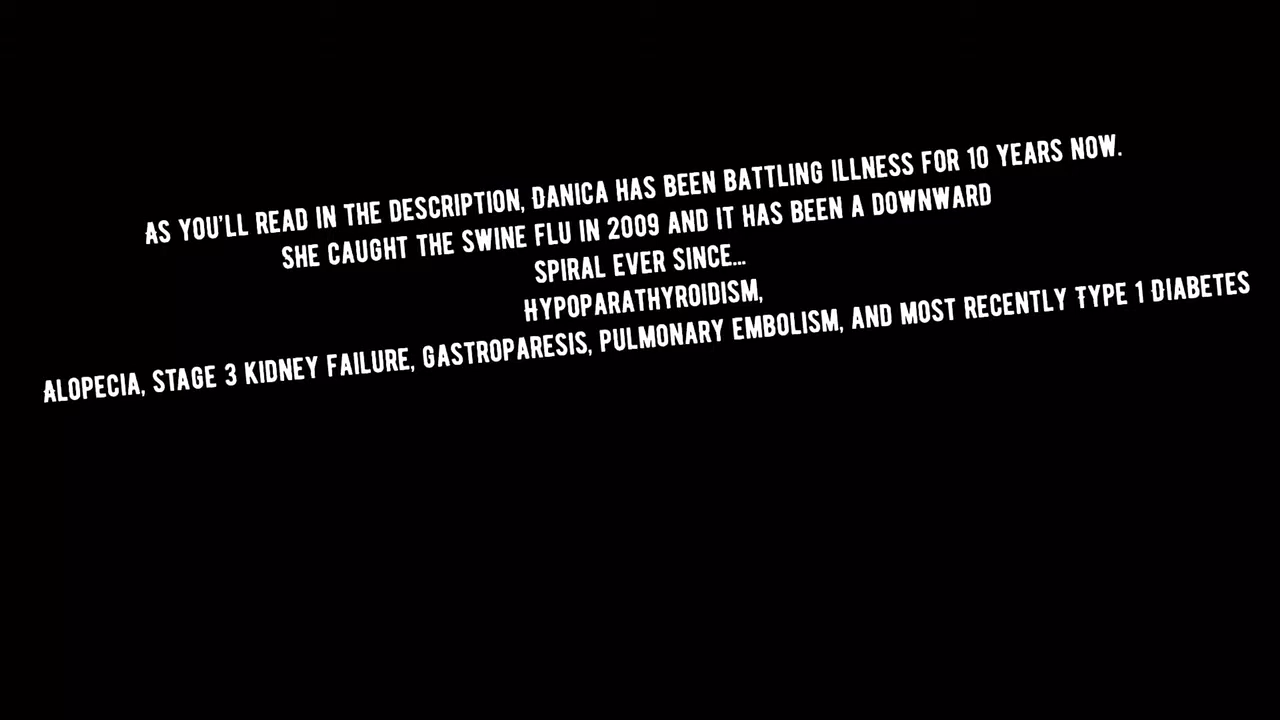 As you'll read in the description, Danica has been battling illness for 10 years now.
She caught the swine flu in 2009 and it has been a downward
spiral ever since...
Hypoparathyroidism,
Alopecia, stage 3 kidney failure, gastroparesis, pulmonary embolism, and most recently Type 1 Diabetes